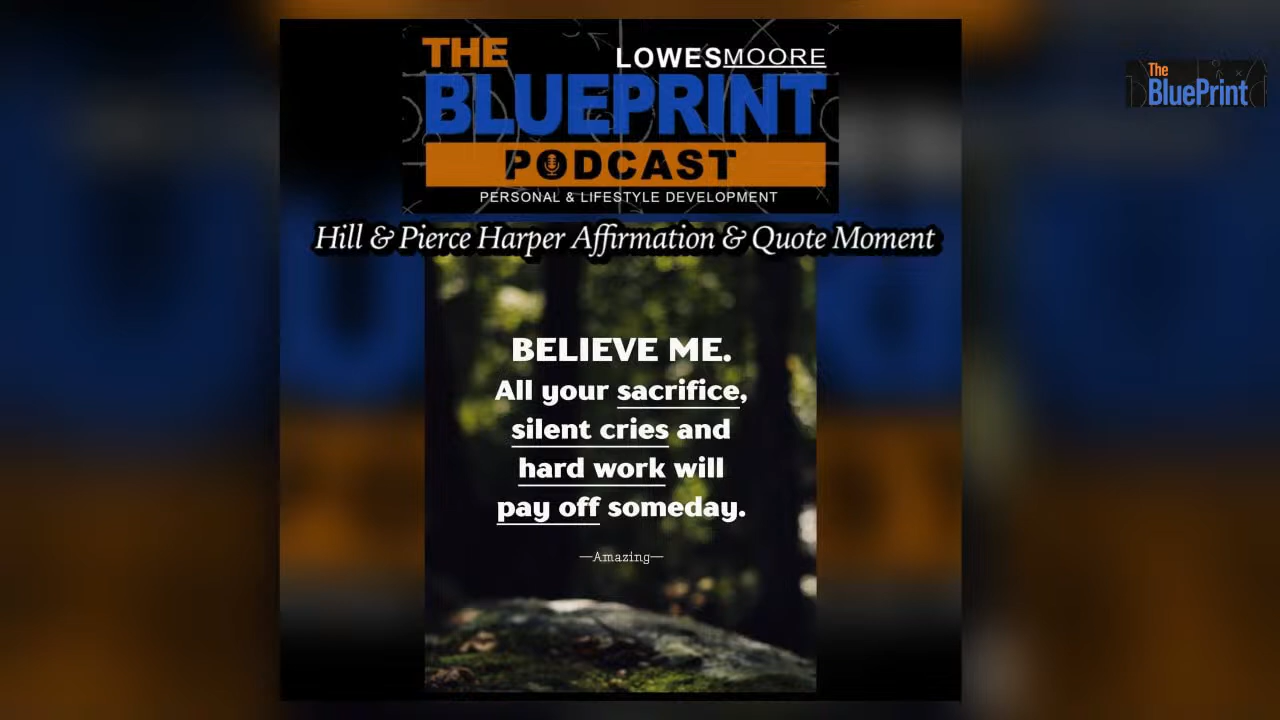 THE
LOWESMOORE
BLUEPRINT
PODCAST
PERSONAL & LIFESTYLE DEVELOPMENT
Hill & Pierce Harper Affirmation & Quote Moment
BELIEVE ME.
All your sacrifice,
silent cries and
hard work will
pay off someday.
—Amazing—
The
BluePrint